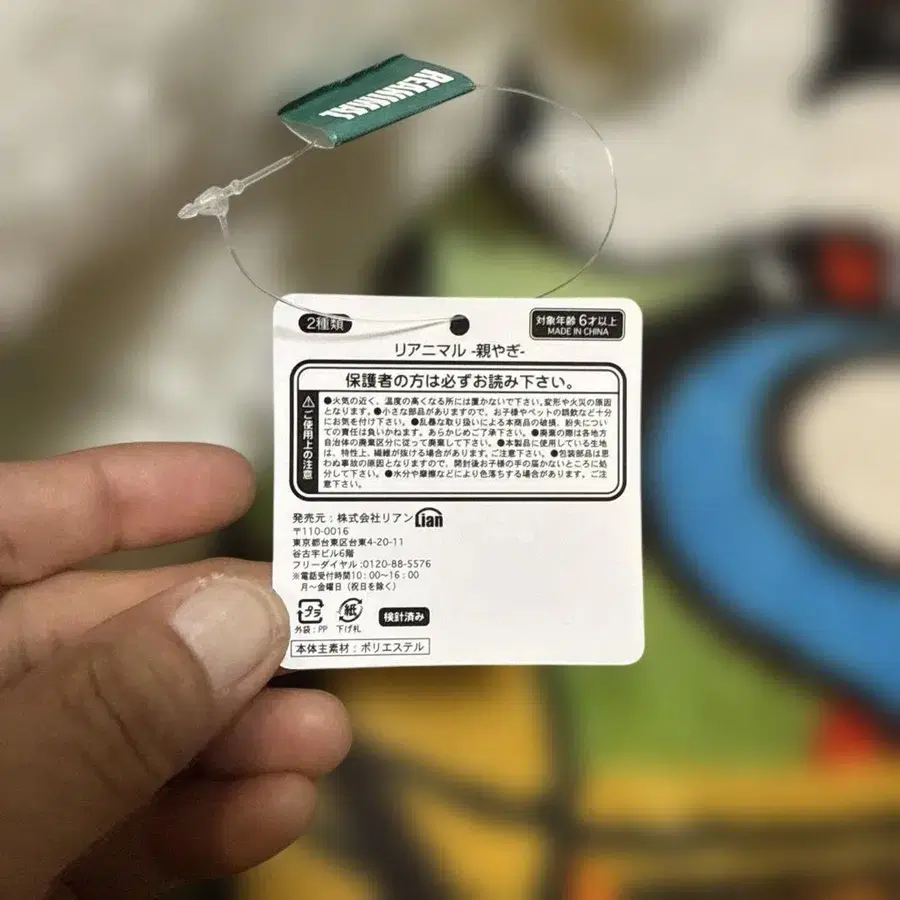 REANIMAL
2種類
対象年齢6才以上
MADE IN CHINA
リアニマル -親やぎ-
保護者の方は必ずお読み下さい。
ご使用上の注意
●火気の近く、温度の高くなる所には置かないで下さい。変形や火災の原因
となります。●小さな部品がありますので、お子様やペットの誤飲など十分
にお気を付け下さい。●乱暴な取り扱いによる本商品の破損、紛失につい
ての責任は負いかねます。あらかじめご了承下さい。●廃棄の際は各地方
自治体の廃棄区分に従って廃棄して下さい。●本製品に使用している生地
は、特性上、繊維が抜ける場合があります。ご注意下さい。●包装部品は思
わぬ事故の原因となりますので、開封後お子様の手の届かないところに処
分して下さい。●水分や摩擦などにより色落ちする場合があります。ご注
意下さい。
発売元：株式会社リアン Lian
〒110-0016
東京都台東区台東4-20-11
谷古宇ビル6階
フリーダイヤル:0120-88-5576
※電話受付時間10：00〜16：00
月〜金曜日（祝日を除く）
プラ 紙 検針済み
外袋：PP 下げ札
本体主素材：ポリエステル